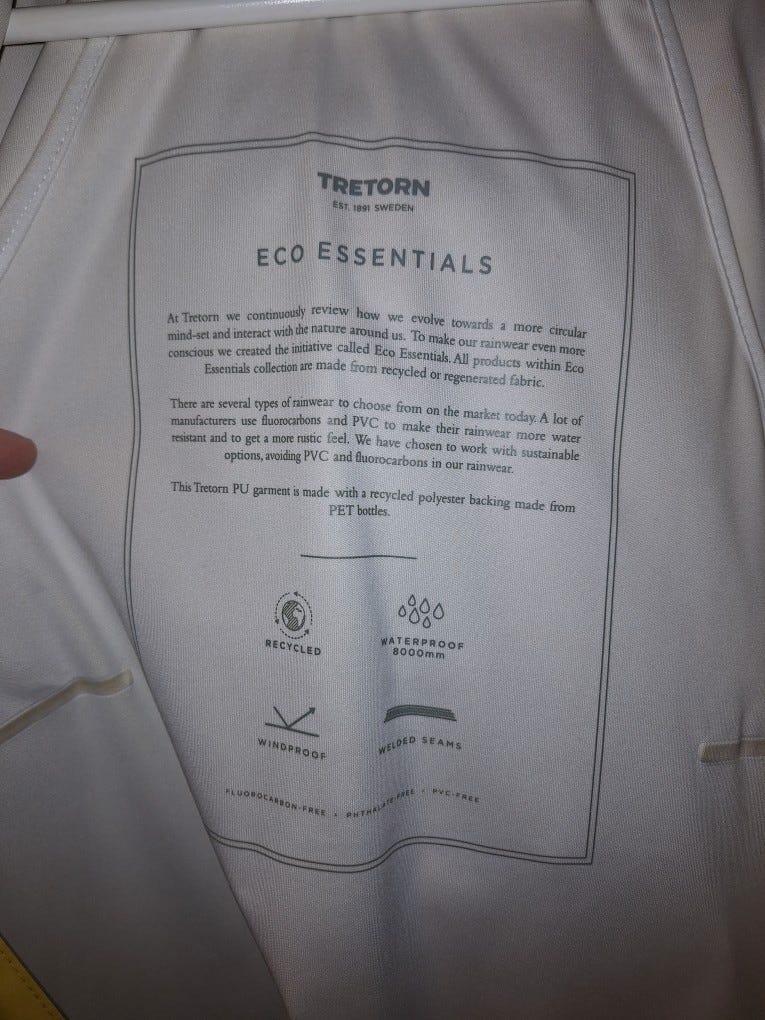 TRETORN
EST. 1891 SWEDEN
ECO ESSENTIALS
At Tretorn we continuously review how we evolve towards a more circular
mind-set and interact with the nature around us. To make our rainwear even more
conscious we created the initiative called Eco Essentials. All products within Eco
Essentials collection are made from recycled or regenerated fabric.
There are several types of rainwear to choose from on the market today. A lot of
manufacturers use fluorocarbons and PVC to make their rainwear more water
resistant and to get a more rustic feel. We have chosen to work with sustainable
options, avoiding PVC and fluorocarbons in our rainwear.
This Tretorn PU garment is made with a recycled polyester backing made from
PET bottles.
RECYCLED
WATERPROOF
8000mm
WINDPROOF
WELDED SEAMS
FLUOROCARBON-FREE • PHTHALATE-FREE • PVC-FREE